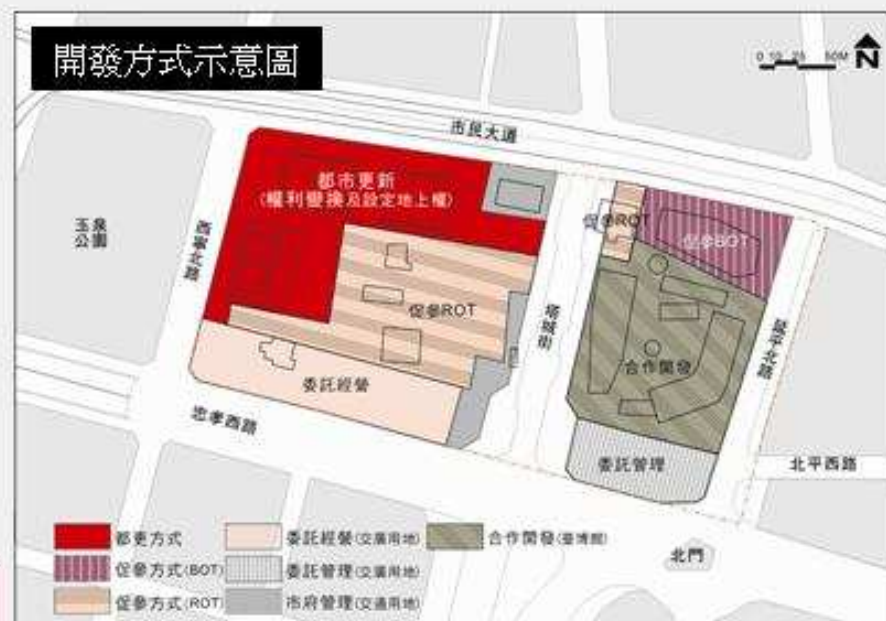 開發方式示意圖
0 10 25 50M N
市民大道
都市更新
(權利變換及設定地上權)
玉泉
公園
西寧北路
促參ROT
促參BOT
促參ROT
塔城街
延平北路
合作開發
委託經營
忠孝西路
委託管理
北平西路
北門
都更方式
委託經營(交廣用地)
合作開發(臺博館)
促參方式(BOT)
委託管理(交廣用地)
促參方式(ROT)
市府管理(交通用地)